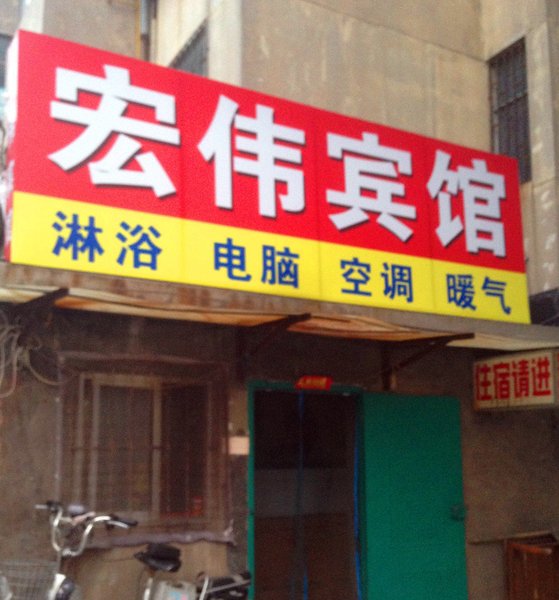 宏伟宾馆
淋浴 电脑 空调 暖气
住宿请进